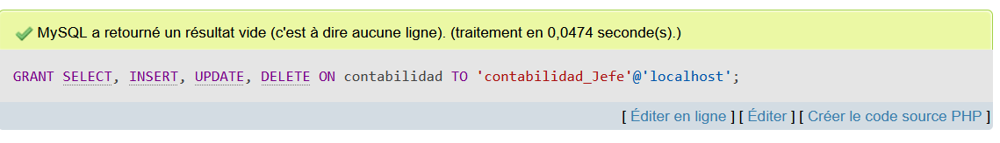 MySQL a retourné un résultat vide (c'est à dire aucune ligne). (traitement en 0,0474 seconde(s).)
GRANT SELECT, INSERT, UPDATE, DELETE ON contabilidad TO 'contabilidad_Jefe'@'localhost';
[ Éditer en ligne ] [ Éditer ] [ Créer le code source PHP ]